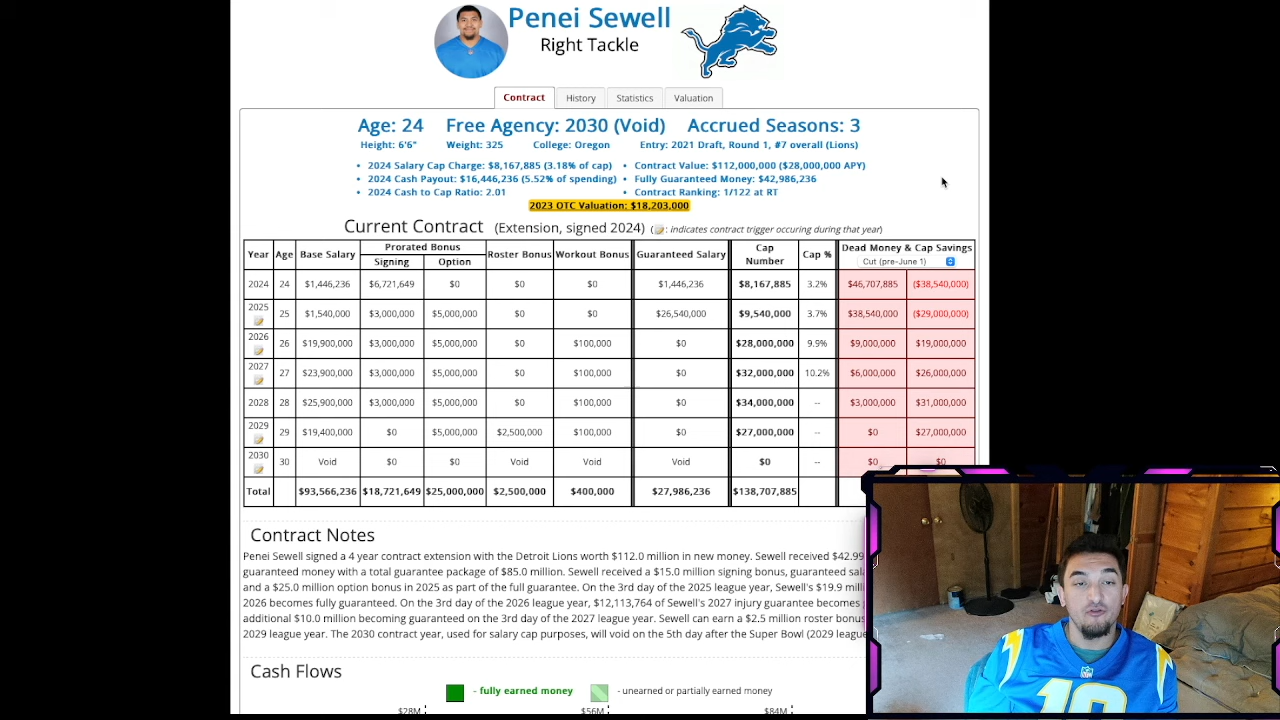 Penei Sewell
Right Tackle
Contract History Statistics Valuation
Age: 24 Free Agency: 2030 (Void) Accrued Seasons: 3
Height: 6'6" Weight: 325 College: Oregon Entry: 2021 Draft, Round 1, #7 overall (Lions)
• 2024 Salary Cap Charge: $8,167,885 (3.18% of cap) • Contract Value: $112,000,000 ($28,000,000 APY)
• 2024 Cash Payout: $16,446,236 (5.52% of spending) • Fully Guaranteed Money: $42,986,236
• 2024 Cash to Cap Ratio: 2.01 • Contract Ranking: 1/122 at RT
2023 OTC Valuation: $18,203,000
Current Contract (Extension, signed 2024) ( : indicates contract trigger occuring during that year)
Year Age Base Salary Prorated Bonus Roster Bonus Workout Bonus Guaranteed Salary Cap Number Cap % Dead Money & Cap Savings
Signing Option Cut (pre-June 1)
2024 24 $1,446,236 $6,721,649 $0 $0 $0 $1,446,236 $8,167,885 3.2% $46,707,885 ($38,540,000)
2025 25 $1,540,000 $3,000,000 $5,000,000 $0 $0 $26,540,000 $9,540,000 3.7% $38,540,000 ($29,000,000)
2026 26 $19,900,000 $3,000,000 $5,000,000 $0 $100,000 $0 $28,000,000 9.9% $9,000,000 $19,000,000
2027 27 $23,900,000 $3,000,000 $5,000,000 $0 $100,000 $0 $32,000,000 10.2% $6,000,000 $26,000,000
2028 28 $25,900,000 $3,000,000 $5,000,000 $0 $100,000 $0 $34,000,000 -- $3,000,000 $31,000,000
2029 29 $19,400,000 $0 $5,000,000 $2,500,000 $100,000 $0 $27,000,000 -- $0 $27,000,000
2030 30 Void $0 $0 Void Void Void $0 -- $0 $0
Total $93,566,236 $18,721,649 $25,000,000 $2,500,000 $400,000 $27,986,236 $138,707,885
Contract Notes
Penei Sewell signed a 4 year contract extension with the Detroit Lions worth $112.0 million in new money. Sewell received $42.99
guaranteed money with a total guarantee package of $85.0 million. Sewell received a $15.0 million signing bonus, guaranteed sal
and a $25.0 million option bonus in 2025 as part of the full guarantee. On the 3rd day of the 2025 league year, Sewell's $19.9 mill
2026 becomes fully guaranteed. On the 3rd day of the 2026 league year, $12,113,764 of Sewell's 2027 injury guarantee becomes
additional $10.0 million becoming guaranteed on the 3rd day of the 2027 league year. Sewell can earn a $2.5 million roster bonus
2029 league year. The 2030 contract year, used for salary cap purposes, will void on the 5th day after the Super Bowl (2029 league
Cash Flows
- fully earned money - unearned or partially earned money
$28M $56M $84M